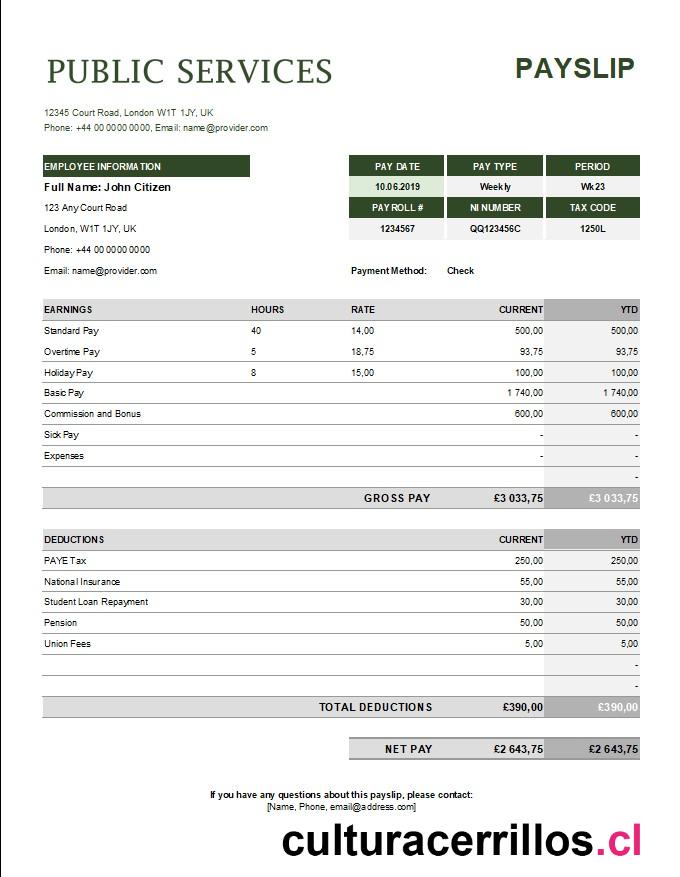 PUBLIC SERVICES PAYSLIP
12345 Court Road, London W1T 1JY, UK
Phone: +44 00 0000 0000, Email: name@provider.com
EMPLOYEE INFORMATION PAY DATE PAY TYPE PERIOD
Full Name: John Citizen 10.06.2019 Weekly Wk 23
123 Any Court Road PAYROLL # NI NUMBER TAX CODE
London, W1T 1JY, UK 1234567 QQ123456C 1250L
Phone: +44 00 0000 0000
Email: name@provider.com Payment Method: Check
EARNINGS HOURS RATE CURRENT YTD
Standard Pay 40 14,00 500,00 500,00
Overtime Pay 5 18,75 93,75 93,75
Holiday Pay 8 15,00 100,00 100,00
Basic Pay 1 740,00 1 740,00
Commission and Bonus 600,00 600,00
Sick Pay - -
Expenses - -
-
GROSS PAY £3 033,75 £3 033,75
DEDUCTIONS CURRENT YTD
PAYE Tax 250,00 250,00
National Insurance 55,00 55,00
Student Loan Repayment 30,00 30,00
Pension 50,00 50,00
Union Fees 5,00 5,00
-
-
TOTAL DEDUCTIONS £390,00 £390,00
NET PAY £2 643,75 £2 643,75
If you have any questions about this payslip, please contact:
[Name, Phone, email@address.com]
culturacerrillos.cl